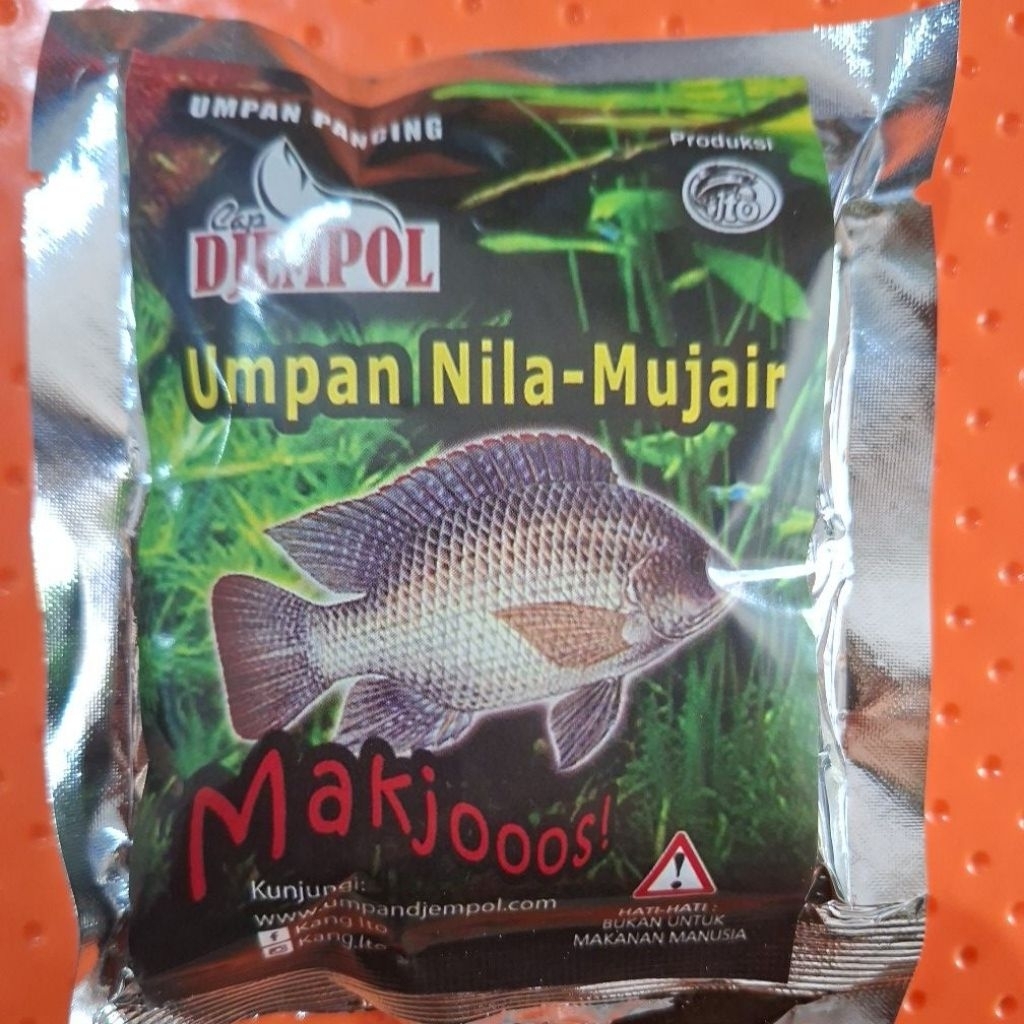 UMPAN PANCING
Produksi
ito
Cap
DJEMPOL
Umpan Nila-Mujair
Makjooos!
Kunjungi:
www.umpandjempol.com
Kang.Ito
Kang.Ito
HATI-HATI :
BUKAN UNTUK
MAKANAN MANUSIA